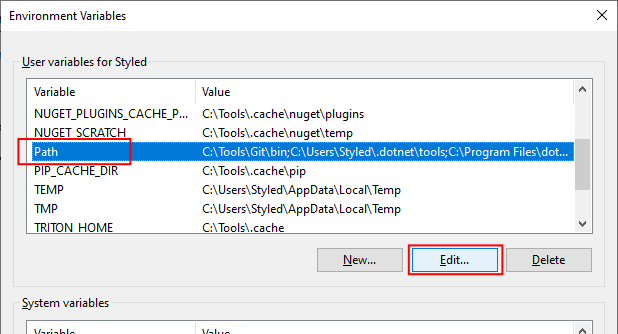 Environment Variables
User variables for Styled
Variable Value
NUGET_PLUGINS_CACHE_P... C:\Tools\.cache\nuget\plugins
NUGET_SCRATCH C:\Tools\.cache\nuget\temp
Path C:\Tools\Git\bin;C:\Users\Styled\.dotnet\tools;C:\Program Files\dot...
PIP_CACHE_DIR C:\Tools\.cache\pip
TEMP C:\Users\Styled\AppData\Local\Temp
TMP C:\Users\Styled\AppData\Local\Temp
TRITON_HOME C:\Tools\.cache
New... Edit... Delete
System variables
Variable Value